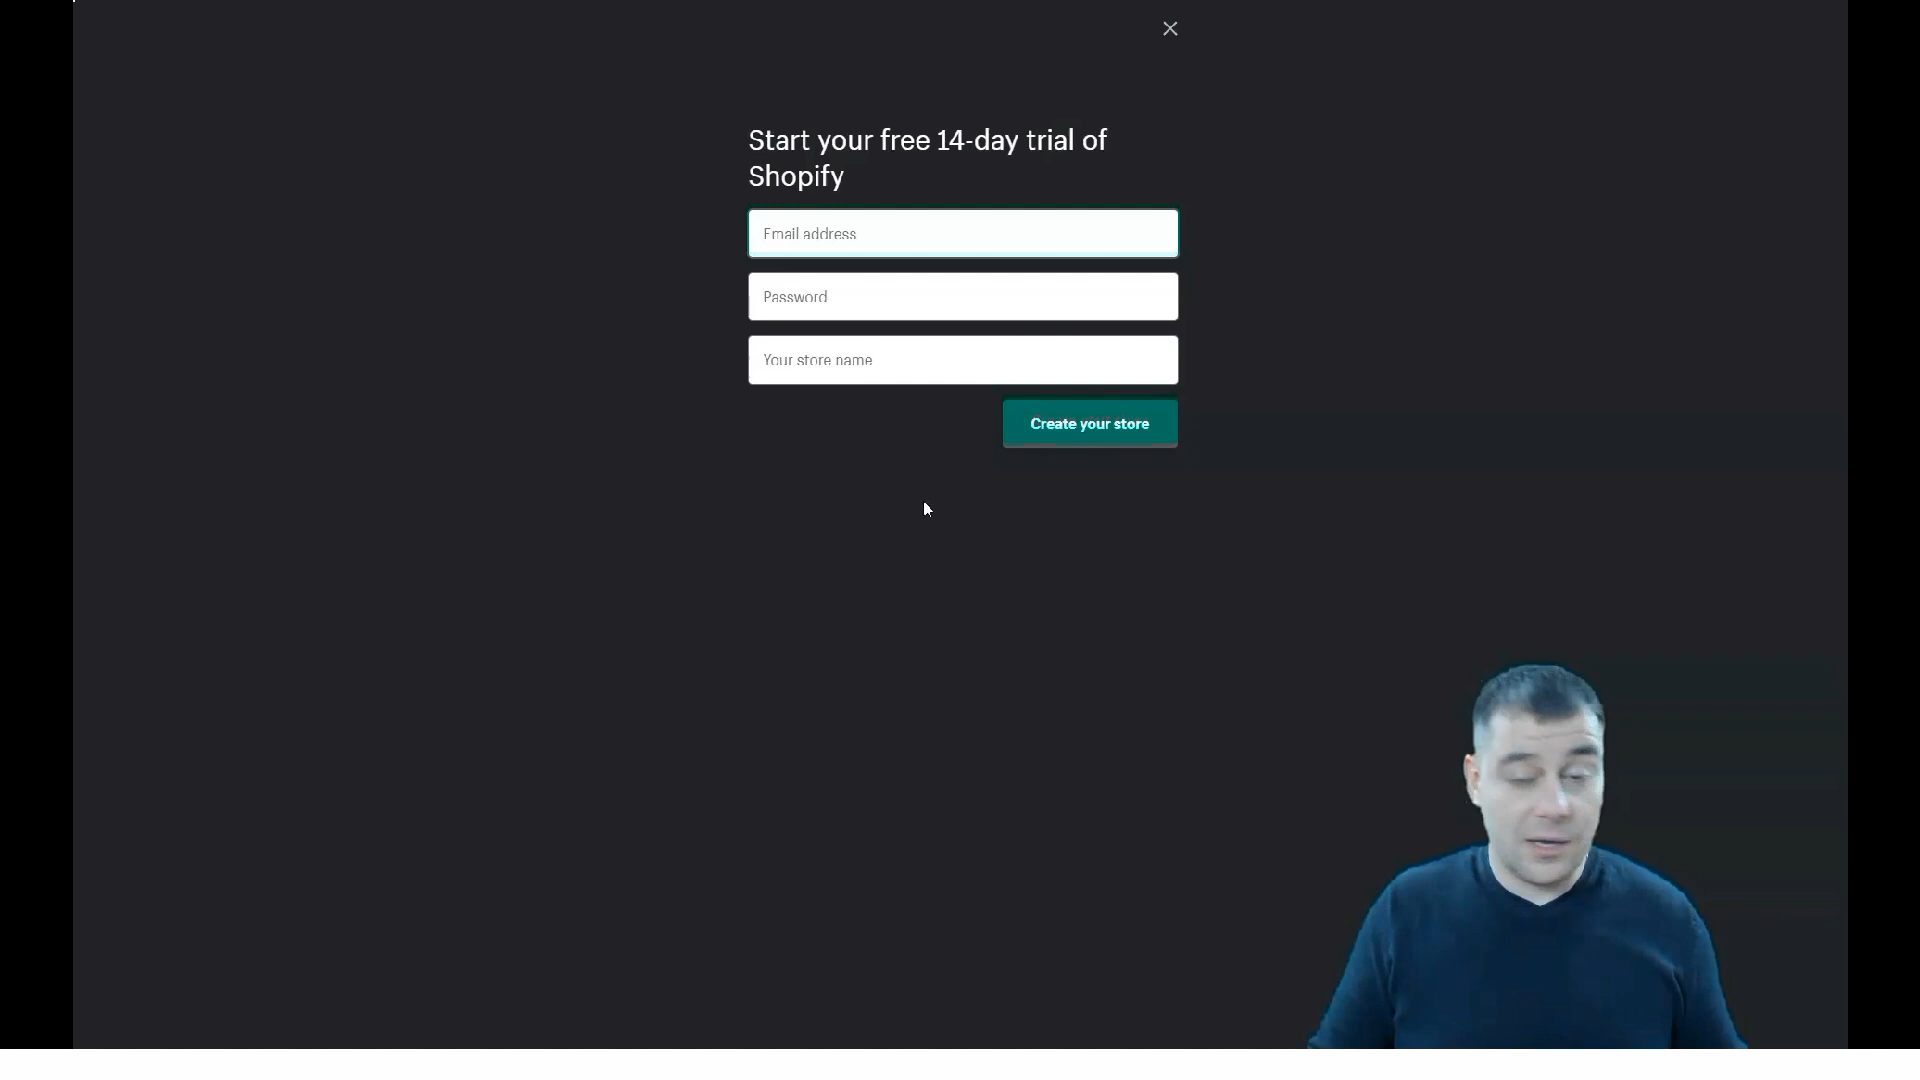 Start your free 14-day trial of
Shopify
Email address
Password
Your store name
Create your store